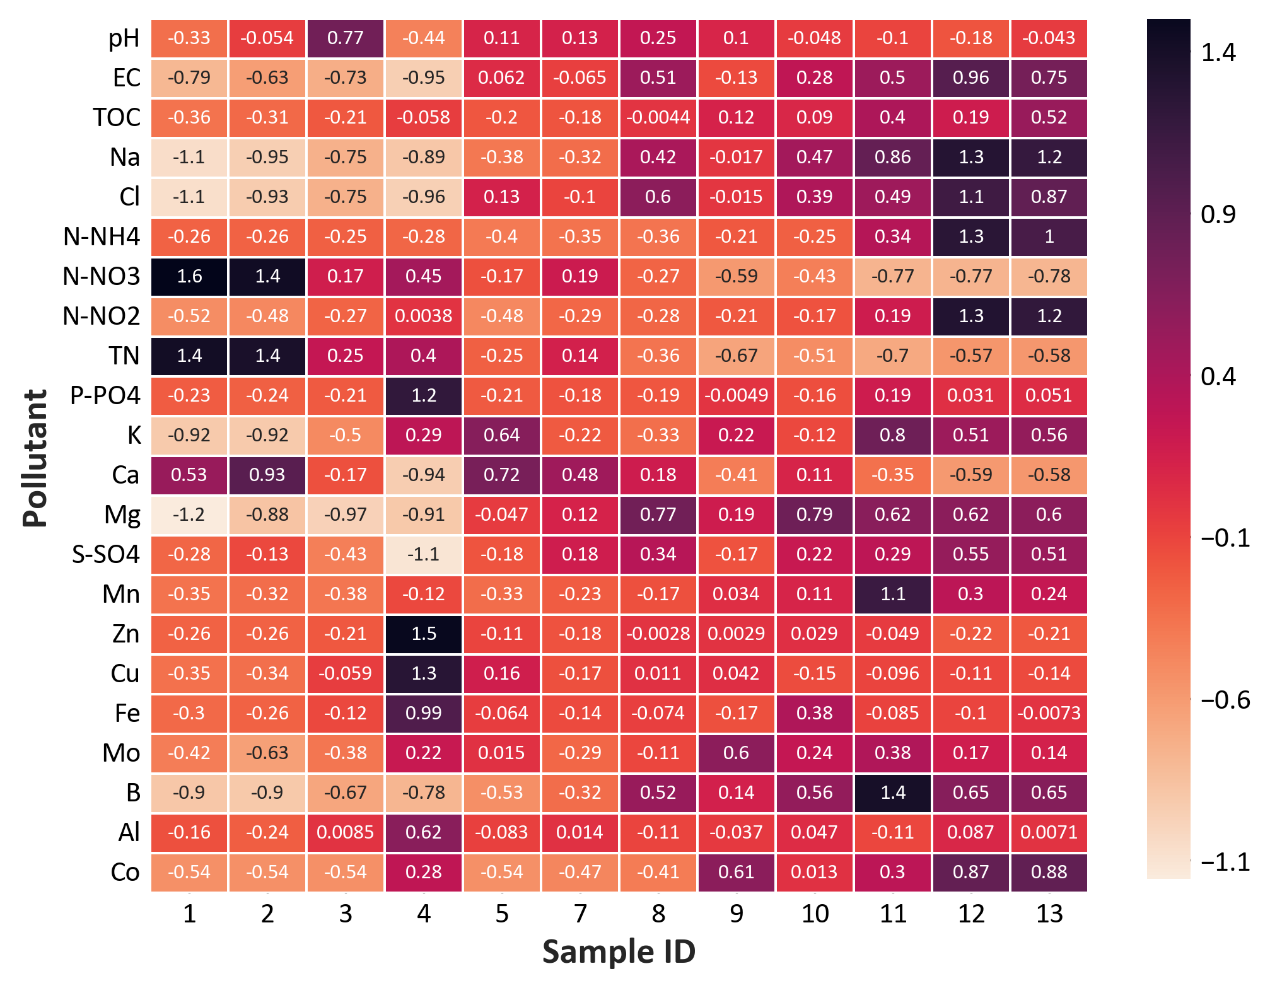 pH -0.33 -0.054 0.77 -0.44 0.11 0.13 0.25 0.1 -0.048 -0.1 -0.18 -0.043
EC -0.79 -0.63 -0.73 -0.95 0.062 -0.065 0.51 -0.13 0.28 0.5 0.96 0.75
TOC -0.36 -0.31 -0.21 -0.058 -0.2 -0.18 -0.0044 0.12 0.09 0.4 0.19 0.52
Na -1.1 -0.95 -0.75 -0.89 -0.38 -0.32 0.42 -0.017 0.47 0.86 1.3 1.2
Cl -1.1 -0.93 -0.75 -0.96 0.13 -0.1 0.6 -0.015 0.39 0.49 1.1 0.87
N-NH4 -0.26 -0.26 -0.25 -0.28 -0.4 -0.35 -0.36 -0.21 -0.25 0.34 1.3 1
N-NO3 1.6 1.4 0.17 0.45 -0.17 0.19 -0.27 -0.59 -0.43 -0.77 -0.77 -0.78
N-NO2 -0.52 -0.48 -0.27 0.0038 -0.48 -0.29 -0.28 -0.21 -0.17 0.19 1.3 1.2
TN 1.4 1.4 0.25 0.4 -0.25 0.14 -0.36 -0.67 -0.51 -0.7 -0.57 -0.58
P-PO4 -0.23 -0.24 -0.21 1.2 -0.21 -0.18 -0.19 -0.0049 -0.16 0.19 0.031 0.051
K -0.92 -0.92 -0.5 0.29 0.64 -0.22 -0.33 0.22 -0.12 0.8 0.51 0.56
Ca 0.53 0.93 -0.17 -0.94 0.72 0.48 0.18 -0.41 0.11 -0.35 -0.59 -0.58
Mg -1.2 -0.88 -0.97 -0.91 -0.047 0.12 0.77 0.19 0.79 0.62 0.62 0.6
S-SO4 -0.28 -0.13 -0.43 -1.1 -0.18 0.18 0.34 -0.17 0.22 0.29 0.55 0.51
Mn -0.35 -0.32 -0.38 -0.12 -0.33 -0.23 -0.17 0.034 0.11 1.1 0.3 0.24
Zn -0.26 -0.26 -0.21 1.5 -0.11 -0.18 -0.0028 0.0029 0.029 -0.049 -0.22 -0.21
Cu -0.35 -0.34 -0.059 1.3 0.16 -0.17 0.011 0.042 -0.15 -0.096 -0.11 -0.14
Fe -0.3 -0.26 -0.12 0.99 -0.064 -0.14 -0.074 -0.17 0.38 -0.085 -0.1 -0.0073
Mo -0.42 -0.63 -0.38 0.22 0.015 -0.29 -0.11 0.6 0.24 0.38 0.17 0.14
B -0.9 -0.9 -0.67 -0.78 -0.53 -0.32 0.52 0.14 0.56 1.4 0.65 0.65
Al -0.16 -0.24 0.0085 0.62 -0.083 0.014 -0.11 -0.037 0.047 -0.11 0.087 0.0071
Co -0.54 -0.54 -0.54 0.28 -0.54 -0.47 -0.41 0.61 0.013 0.3 0.87 0.88
1 2 3 4 5 7 8 9 10 11 12 13
Sample ID
Pollutant
1.4
0.9
0.4
−0.1
−0.6
−1.1